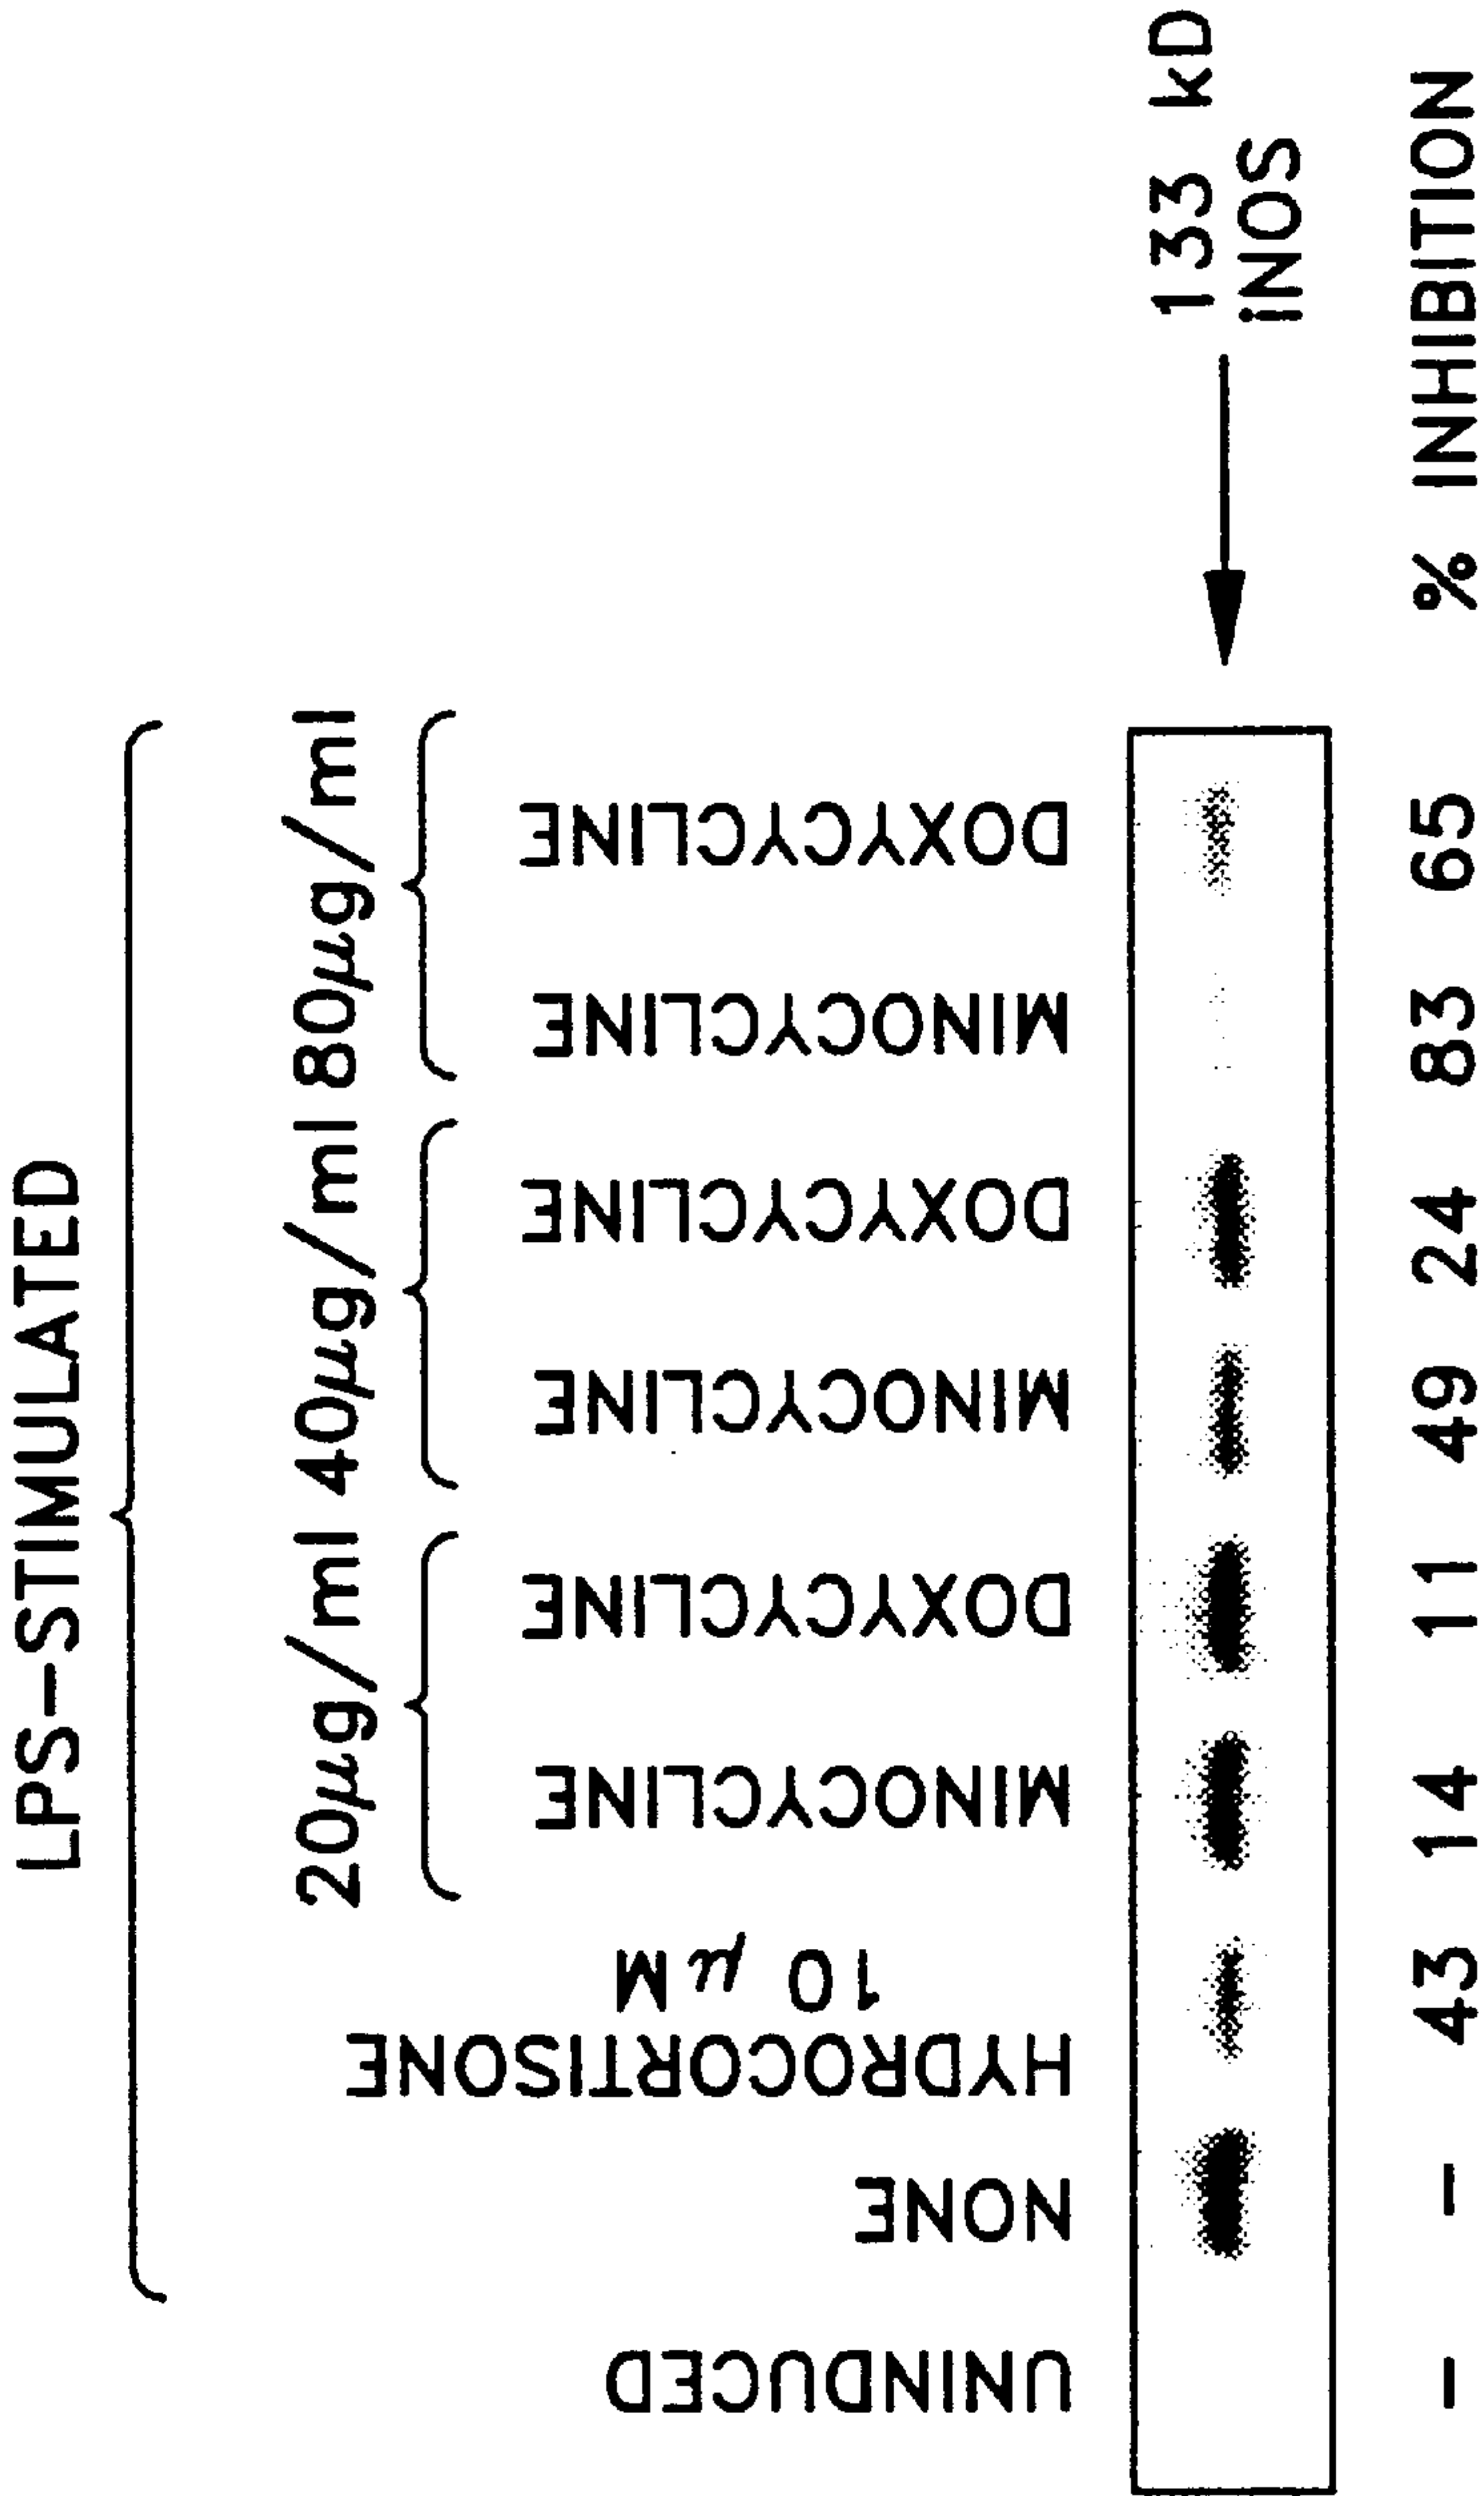 LPS-STIMULATED
20µg/ml 40µg/ml 80µg/ml
UNINDUCED
NONE
HYDROCORTISONE
10 µM
MINOCYCLINE
DOXYCYCLINE
MINOCYCLINE
DOXYCYCLINE
MINOCYCLINE
DOXYCYCLINE
133 kD
iNOS
- - 43 14 11 49 24 83 65 % INHIBITION